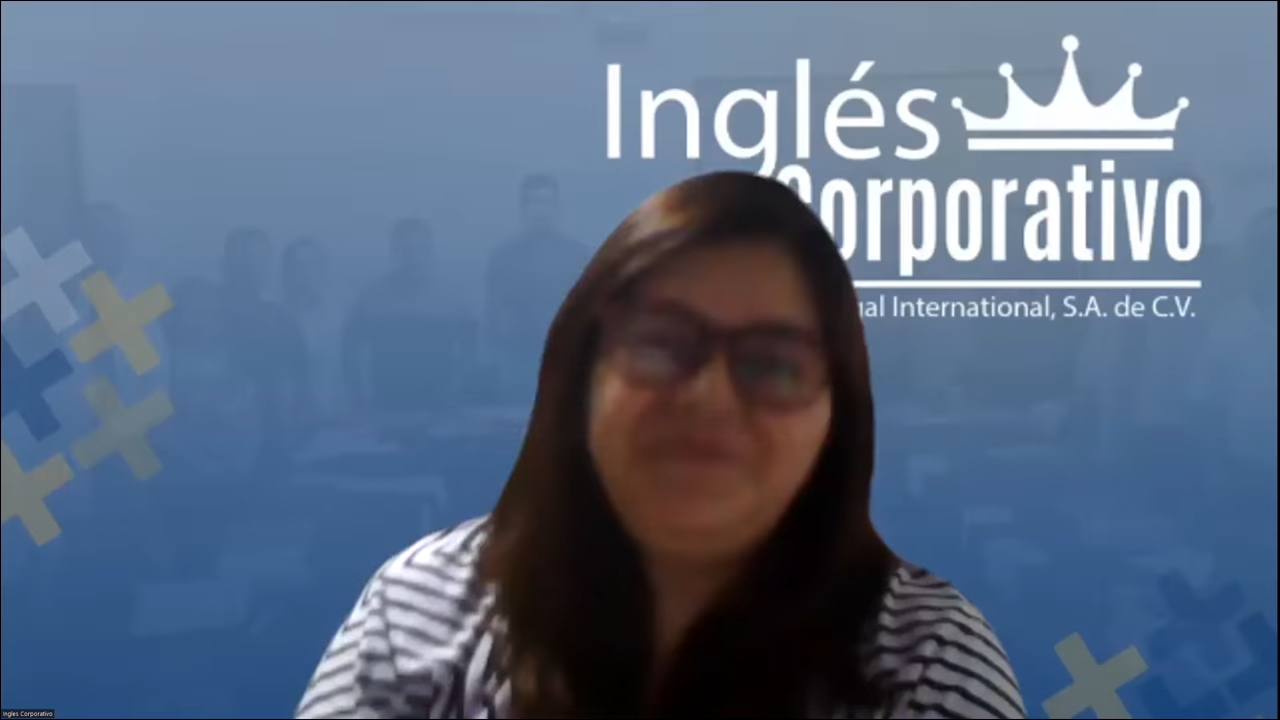 Inglés
Corporativo
International, S.A. de C.V.
Ingles Corporativo